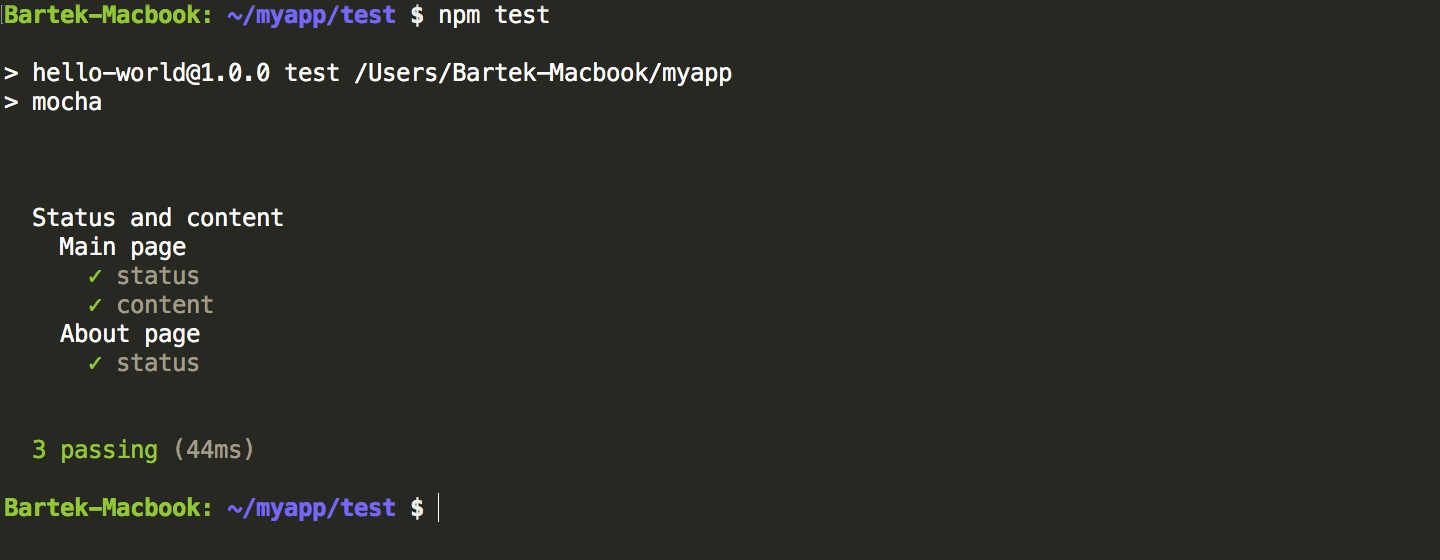 Bartek-Macbook: ~/myapp/test $ npm test
> hello-world@1.0.0 test /Users/Bartek-Macbook/myapp
> mocha
Status and content
Main page
✓ status
✓ content
About page
✓ status
3 passing (44ms)
Bartek-Macbook: ~/myapp/test $